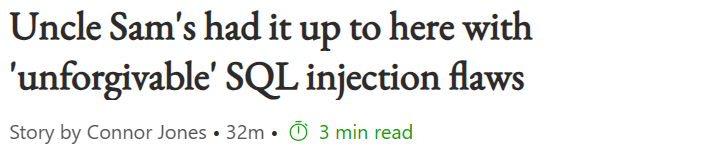 Uncle Sam's had it up to here with
'unforgivable' SQL injection flaws
Story by Connor Jones • 32m • 3 min read